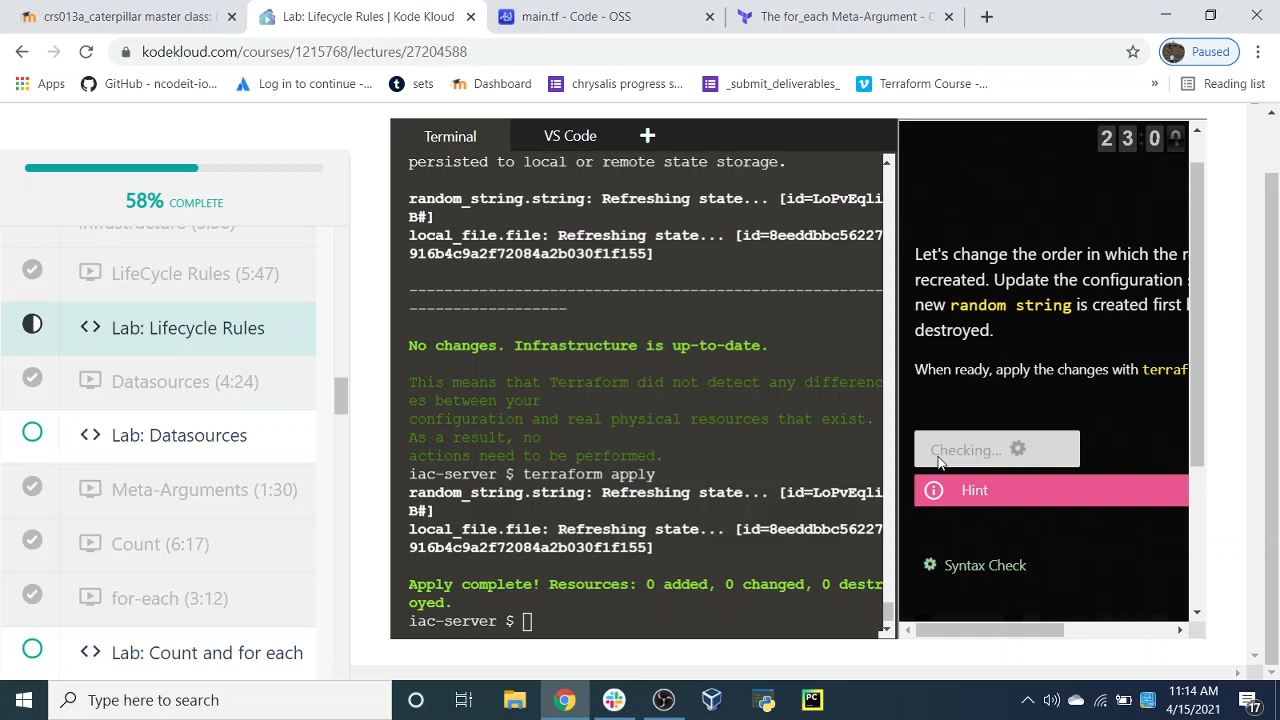 crs013a_caterpillar master class:
Lab: Lifecycle Rules | Kode Kloud
main.tf - Code - OSS
The for_each Meta-Argument - C
kodekloud.com/courses/1215768/lectures/27204588
Paused
Apps
GitHub - ncodeit-io...
Log in to continue -...
sets
Dashboard
chrysalis progress s...
_submit_deliverables_
Terraform Course -...
»
Reading list
58% COMPLETE
LifeCycle Rules (5:47)
Lab: Lifecycle Rules
Datasources (4:24)
Lab: Datasources
Meta-Arguments (1:30)
Count (6:17)
for-each (3:12)
Lab: Count and for each
Terminal
VS Code
persisted to local or remote state storage.
random_string.string: Refreshing state... [id=LoPvEqli
B#]
local_file.file: Refreshing state... [id=8eeddbbc56227
916b4c9a2f72084a2b030f1f155]
------------------------------------------------------
------------------
No changes. Infrastructure is up-to-date.
This means that Terraform did not detect any differenc
es between your
configuration and real physical resources that exist.
As a result, no
actions need to be performed.
iac-server $ terraform apply
random_string.string: Refreshing state... [id=LoPvEqli
B#]
local_file.file: Refreshing state... [id=8eeddbbc56227
916b4c9a2f72084a2b030f1f155]
Apply complete! Resources: 0 added, 0 changed, 0 destr
oyed.
iac-server $
23:0
Let's change the order in which the r
recreated. Update the configuration
new random string is created first
destroyed.
When ready, apply the changes with terraf
Checking...
Hint
Syntax Check
Type here to search
11:14 AM
4/15/2021
17